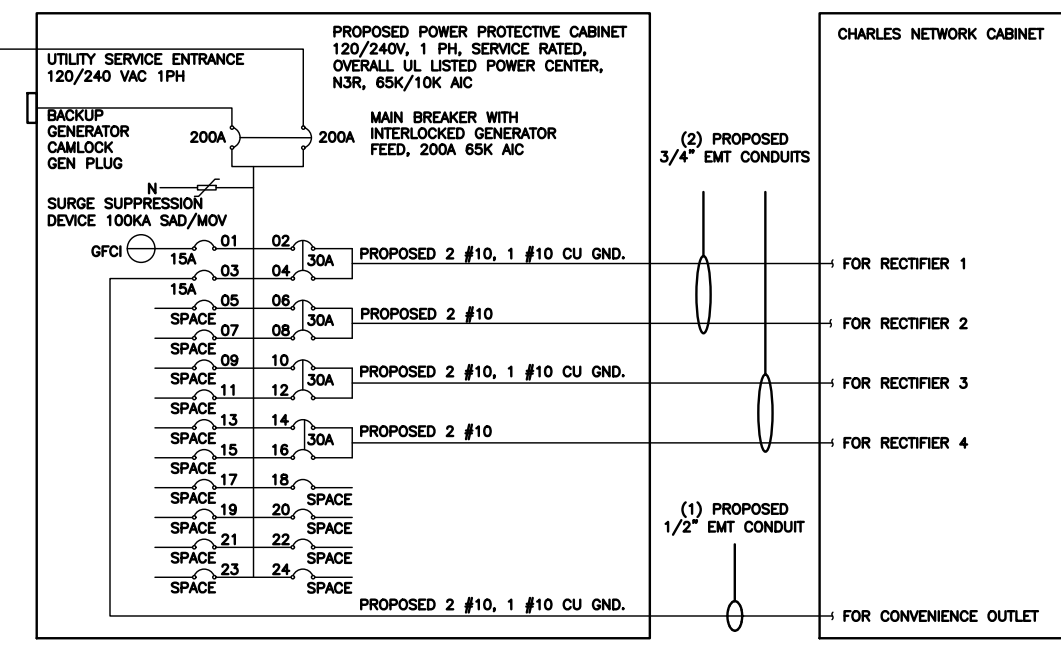 PROPOSED POWER PROTECTIVE CABINET
120/240V, 1 PH, SERVICE RATED,
OVERALL UL LISTED POWER CENTER,
N3R, 65K/10K AIC
CHARLES NETWORK CABINET
UTILITY SERVICE ENTRANCE
120/240 VAC 1PH
BACKUP
GENERATOR
CAMLOCK
GEN PLUG
200A
200A
MAIN BREAKER WITH
INTERLOCKED GENERATOR
FEED, 200A 65K AIC
(2) PROPOSED
3/4" EMT CONDUITS
N
SURGE SUPPRESSION
DEVICE 100KA SAD/MOV
GFCI
15A
01
02
30A
PROPOSED 2 #10, 1 #10 CU GND.
FOR RECTIFIER 1
15A
03
04
SPACE
05
06
30A
PROPOSED 2 #10
FOR RECTIFIER 2
SPACE
07
08
SPACE
09
10
30A
PROPOSED 2 #10, 1 #10 CU GND.
FOR RECTIFIER 3
SPACE
11
12
SPACE
13
14
30A
PROPOSED 2 #10
FOR RECTIFIER 4
SPACE
15
16
SPACE
17
18
SPACE
SPACE
19
20
SPACE
SPACE
21
22
SPACE
SPACE
23
24
SPACE
(1) PROPOSED
1/2" EMT CONDUIT
PROPOSED 2 #10, 1 #10 CU GND.
FOR CONVENIENCE OUTLET